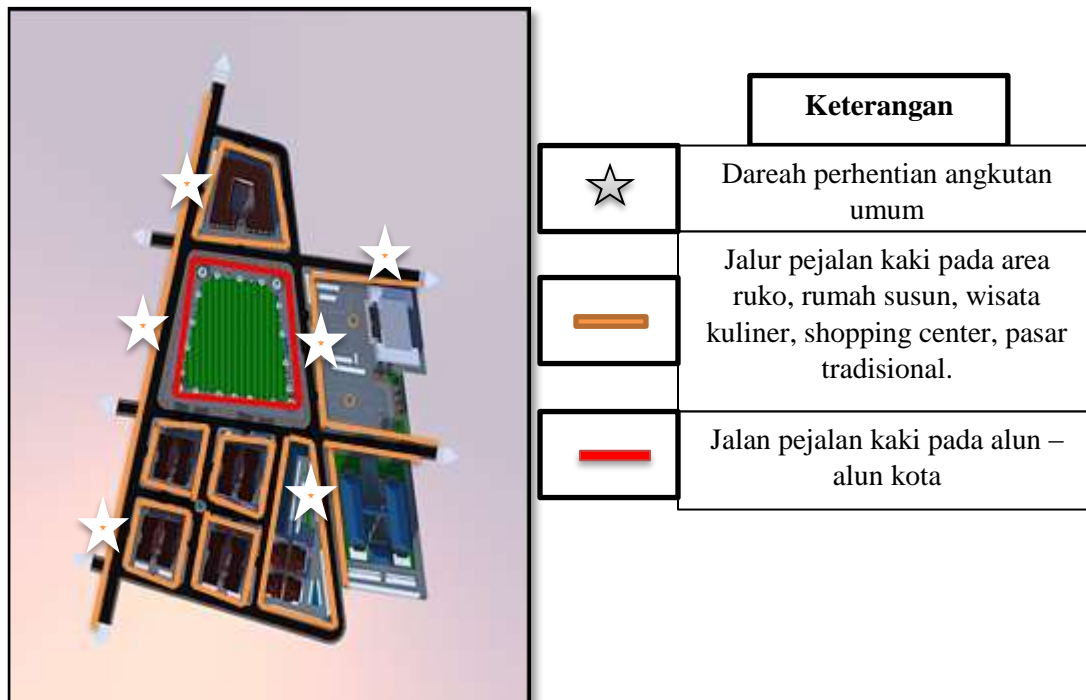 Keterangan
Dareah perhentian angkutan
umum
Jalur pejalan kaki pada area
ruko, rumah susun, wisata
kuliner, shopping center, pasar
tradisional.
Jalan pejalan kaki pada alun –
alun kota